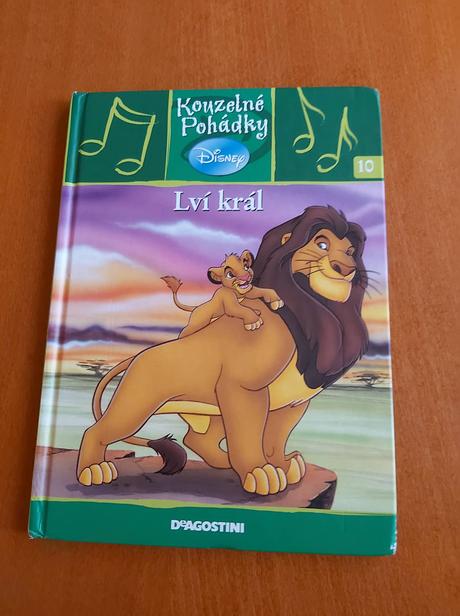 Kouzelné
Pohádky
Disney
10
Lví král
DeAGOSTINI